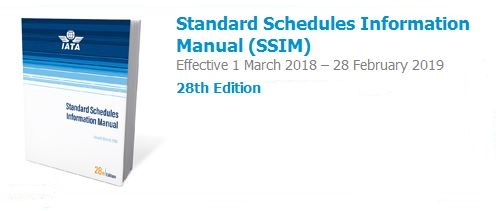 IATA
Standard Schedules
Information Manual
28th Edition
Standard Schedules Information
Manual (SSIM)
Effective 1 March 2018 – 28 February 2019
28th Edition